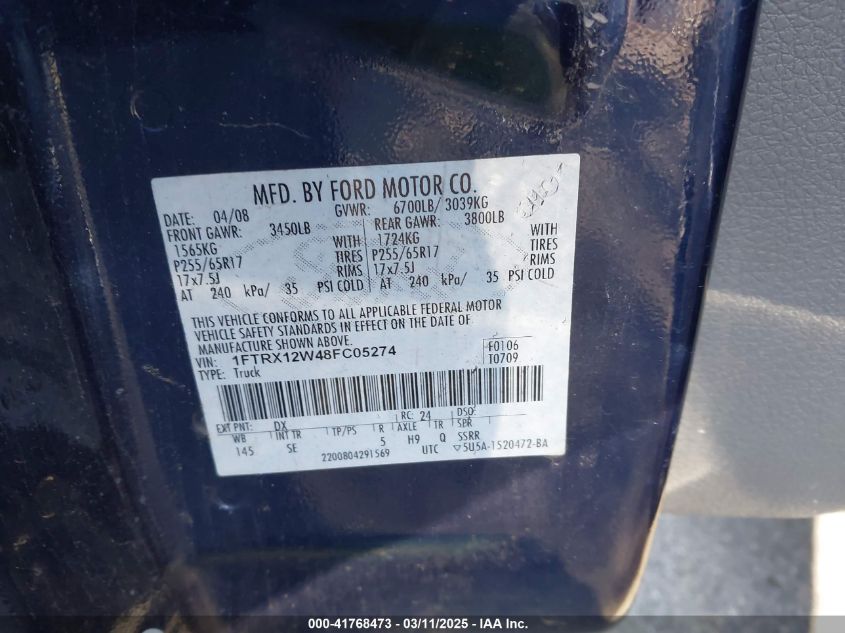 MFD. BY FORD MOTOR CO.
DATE: 04/08 GVWR: 6700LB/ 3039KG
FRONT GAWR: 3450LB REAR GAWR: 3800LB
1565KG WITH 1724KG WITH
P255/65R17 TIRES P255/65R17 TIRES
17x7.5J RIMS 17x7.5J RIMS
AT 240 kPa/ 35 PSI COLD AT 240 kPa/ 35 PSI COLD
THIS VEHICLE CONFORMS TO ALL APPLICABLE FEDERAL MOTOR
VEHICLE SAFETY STANDARDS IN EFFECT ON THE DATE OF
MANUFACTURE SHOWN ABOVE.
VIN: 1FTRX12W48FC05274 F0106
TYPE: Truck T0709
EXT PNT: DX RC: 24 DSO:
WB INT TR TP/PS R AXLE TR SPR
145 SE 5 H9 Q SSRR
2200804291569 UTC ▽5U5A-1520472-BA
000-41768473 - 03/11/2025 - IAAI.COM